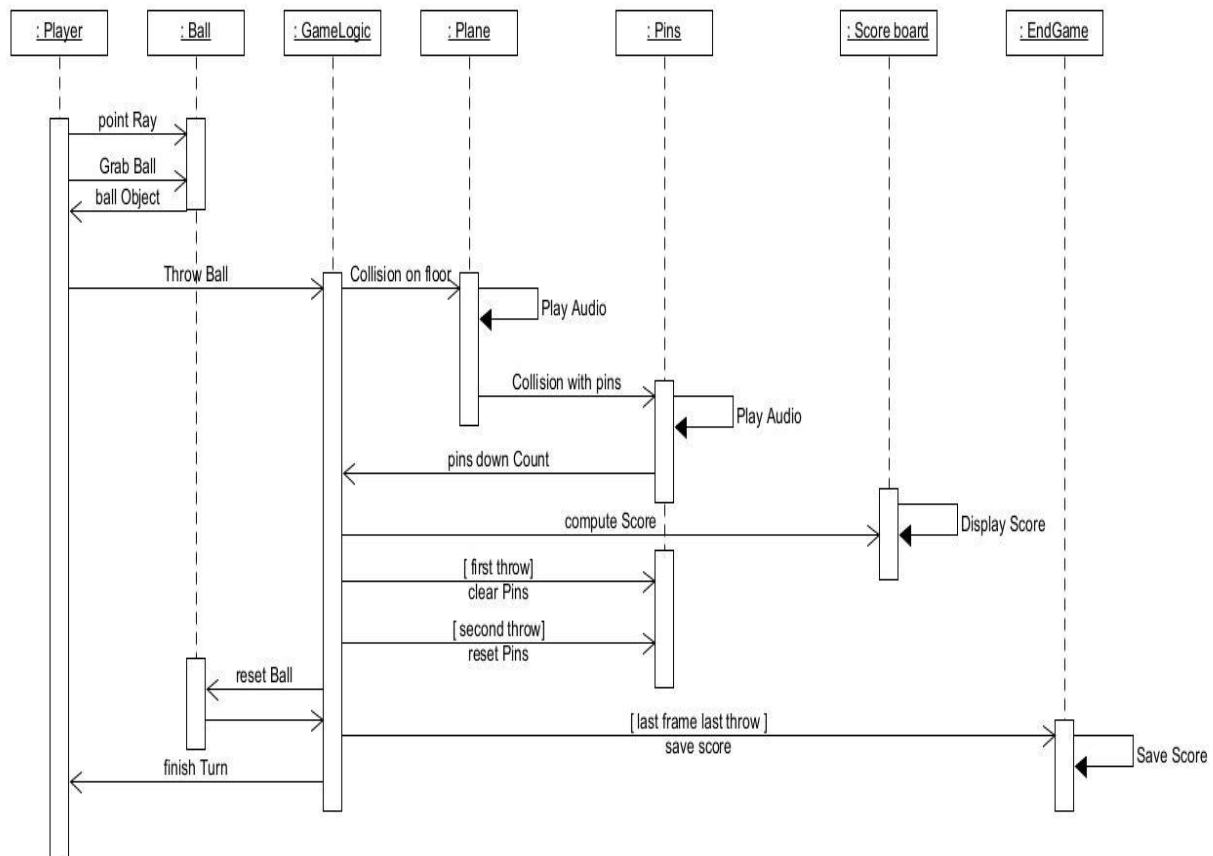 : Player
: Ball
: GameLogic
: Plane
: Pins
: Score board
: EndGame
point Ray
Grab Ball
ball Object
Throw Ball
Collision on floor
Play Audio
Collision with pins
Play Audio
pins down Count
compute Score
Display Score
[ first throw]
clear Pins
[ second throw]
reset Pins
reset Ball
[ last frame last throw ]
save score
Save Score
finish Turn